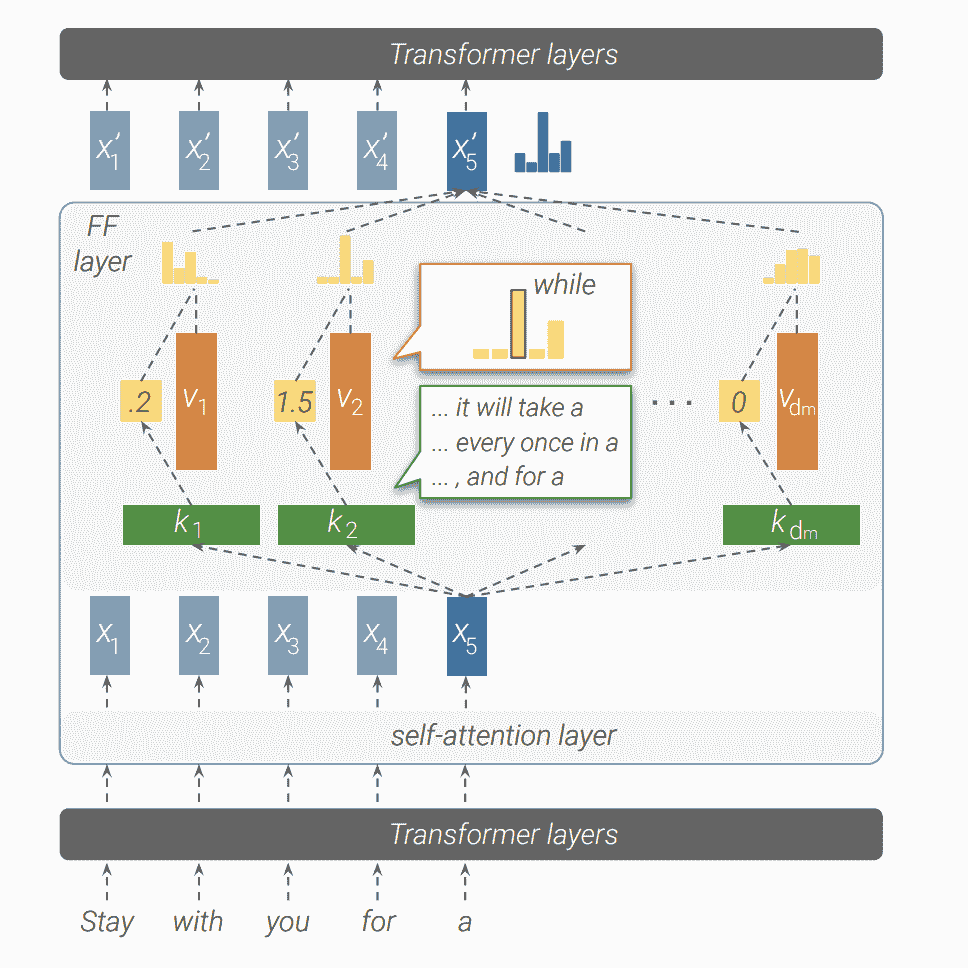 Transformer layers
x′1 x′2 x′3 x′4 x′5
FF
layer
while
.2 v1 1.5 v2 ... 0 vdm
... it will take a
... every once in a
... , and for a
k1 k2 kdm
x1 x2 x3 x4 x5
self-attention layer
Transformer layers
Stay with you for a